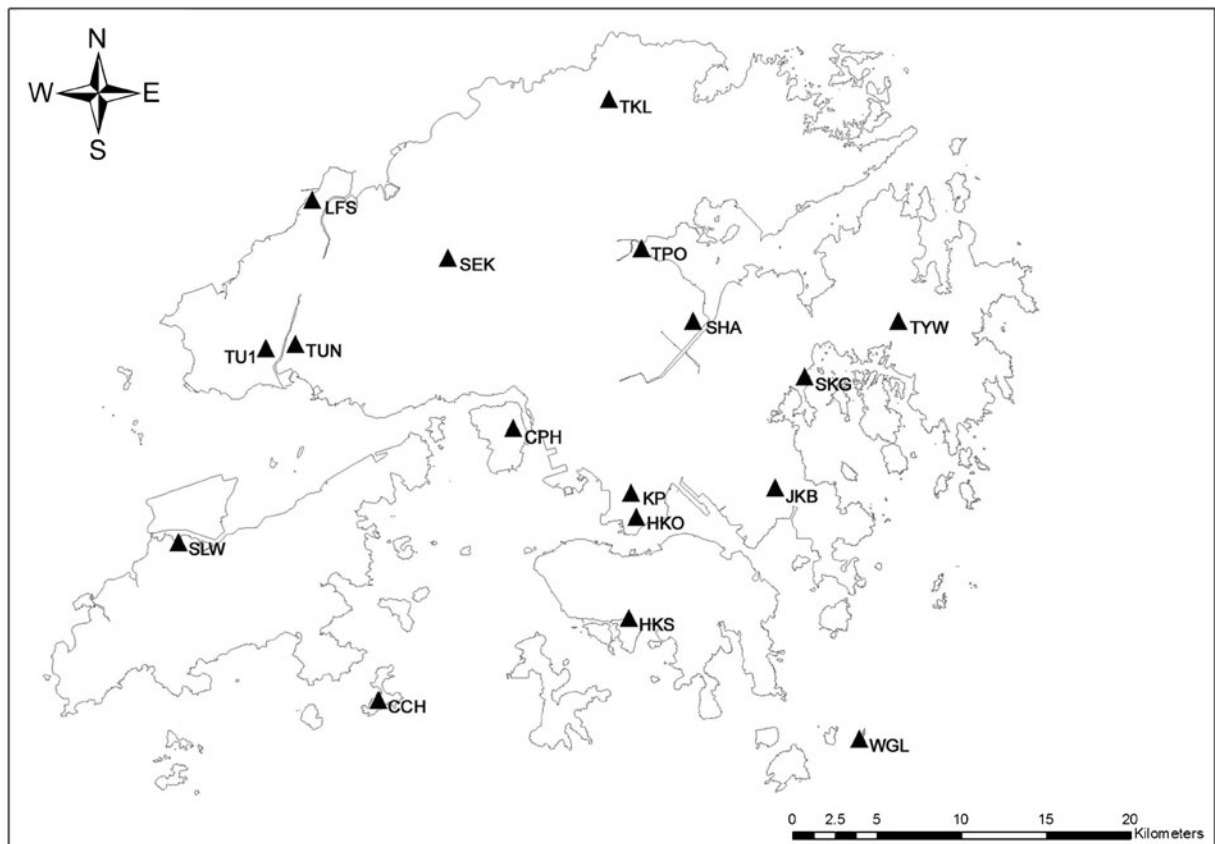 N
W E
S
TKL
LFS
TPO
SEK
SHA
TYW
TUN
TU1
SKG
CPH
JKB
KP
HKO
SLW
HKS
CCH
WGL
0 2.5 5 10 15 20
Kilometers